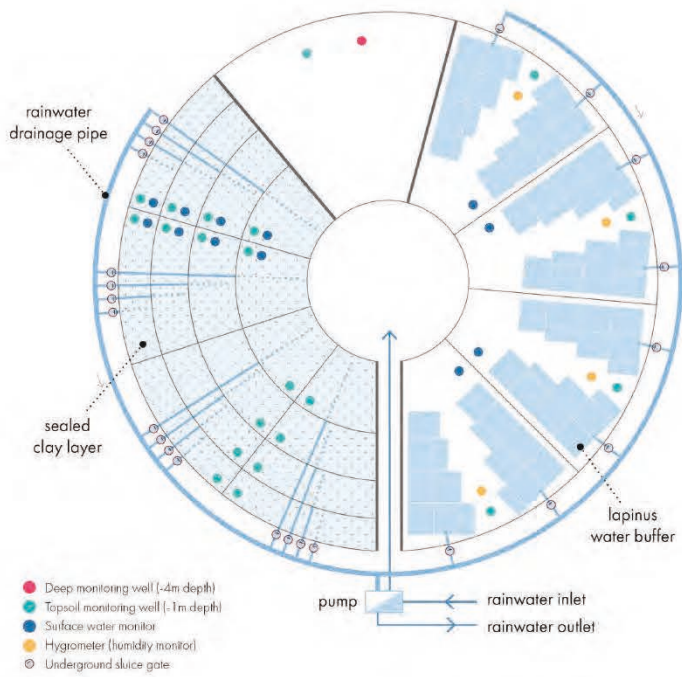 rainwater
drainage pipe
sealed
clay layer
lapinus
water buffer
pump
rainwater inlet
rainwater outlet
Deep monitoring well (-4m depth)
Topsoil monitoring well (-1m depth)
Surface water monitor
Hygrometer (humidity monitor)
Underground sluice gate